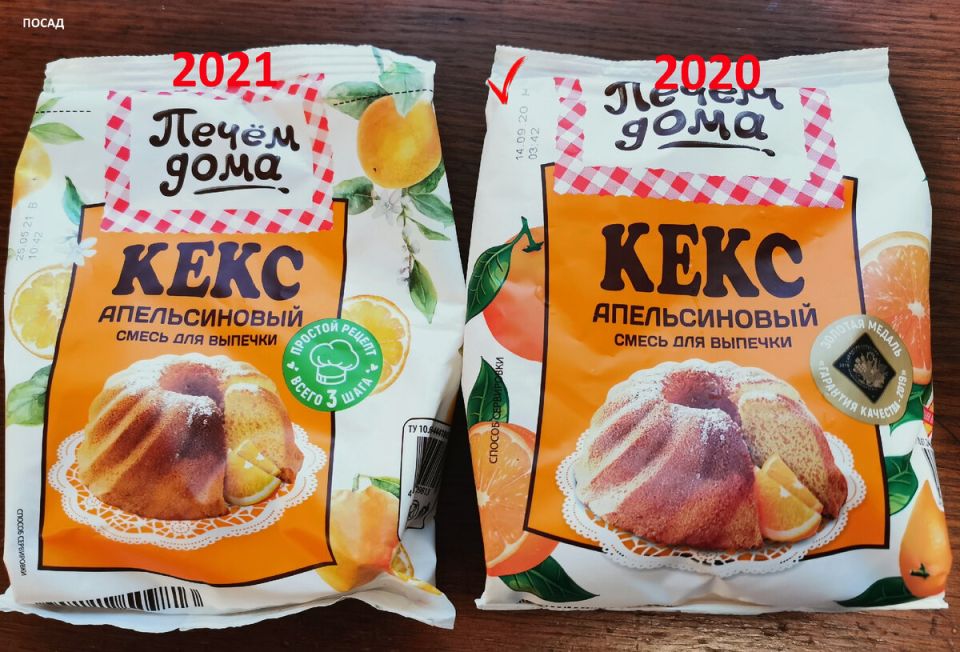 ПОСАД
2021
Печём
дома
25 05 21 В
10:42
КЕКС
АПЕЛЬСИНОВЫЙ
СМЕСЬ ДЛЯ ВЫПЕЧКИ
ПРОСТОЙ РЕЦЕПТ
ВСЕГО 3 ШАГА
СПОСОБ СЕРВИРОВКИ
2020
Печем
дома
14 09 20 Н
03:42
КЕКС
АПЕЛЬСИНОВЫЙ
СМЕСЬ ДЛЯ ВЫПЕЧКИ
ЗОЛОТАЯ МЕДАЛЬ
"ГАРАНТИЯ КАЧЕСТВА-2019"
СПОСОБ СЕРВИРОВКИ